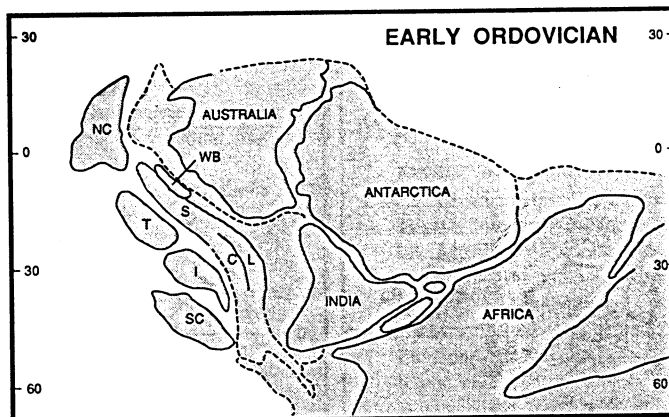 EARLY ORDOVICIAN
30
30
NC
AUSTRALIA
0
0
WB
ANTARCTICA
S
T
C
L
30
I
30
INDIA
AFRICA
SC
60
60